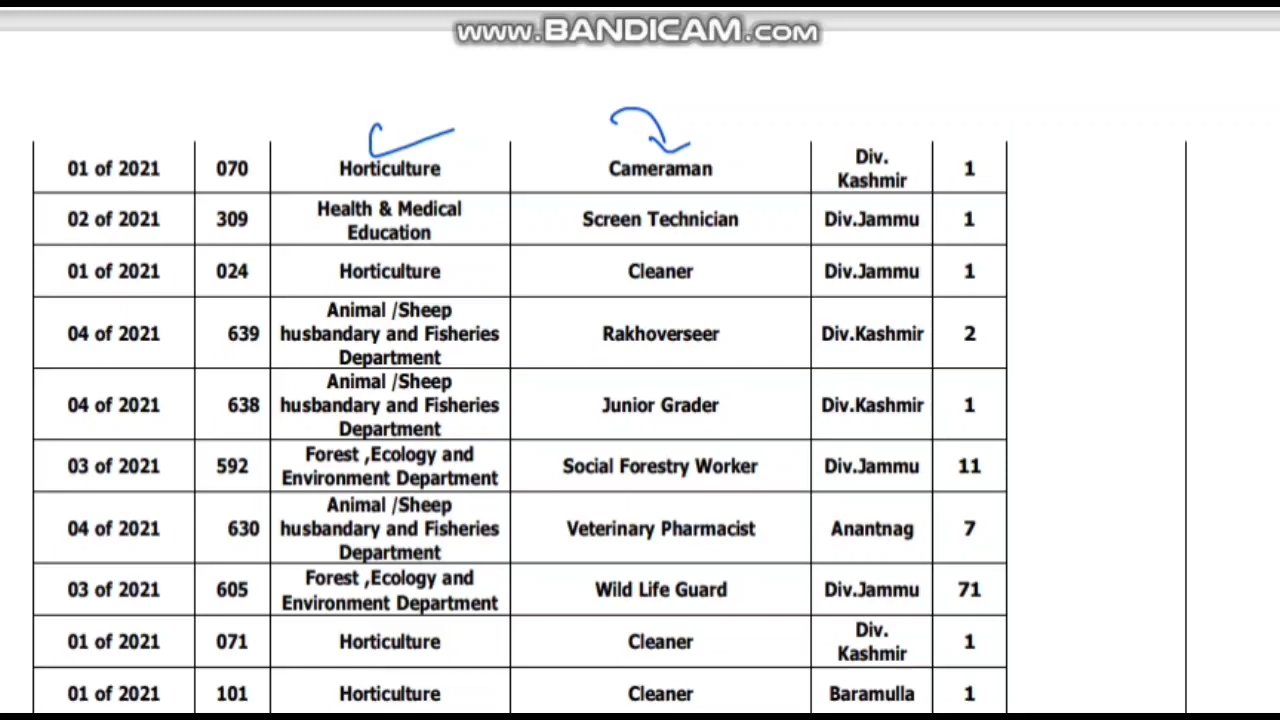 www.BANDICAM.com
01 of 2021 070 Horticulture Cameraman Div. Kashmir 1
02 of 2021 309 Health & Medical Education Screen Technician Div.Jammu 1
01 of 2021 024 Horticulture Cleaner Div.Jammu 1
04 of 2021 639 Animal /Sheep husbandary and Fisheries Department Rakhoverseer Div.Kashmir 2
04 of 2021 638 Animal /Sheep husbandary and Fisheries Department Junior Grader Div.Kashmir 1
03 of 2021 592 Forest ,Ecology and Environment Department Social Forestry Worker Div.Jammu 11
04 of 2021 630 Animal /Sheep husbandary and Fisheries Department Veterinary Pharmacist Anantnag 7
03 of 2021 605 Forest ,Ecology and Environment Department Wild Life Guard Div.Jammu 71
01 of 2021 071 Horticulture Cleaner Div. Kashmir 1
01 of 2021 101 Horticulture Cleaner Baramulla 1